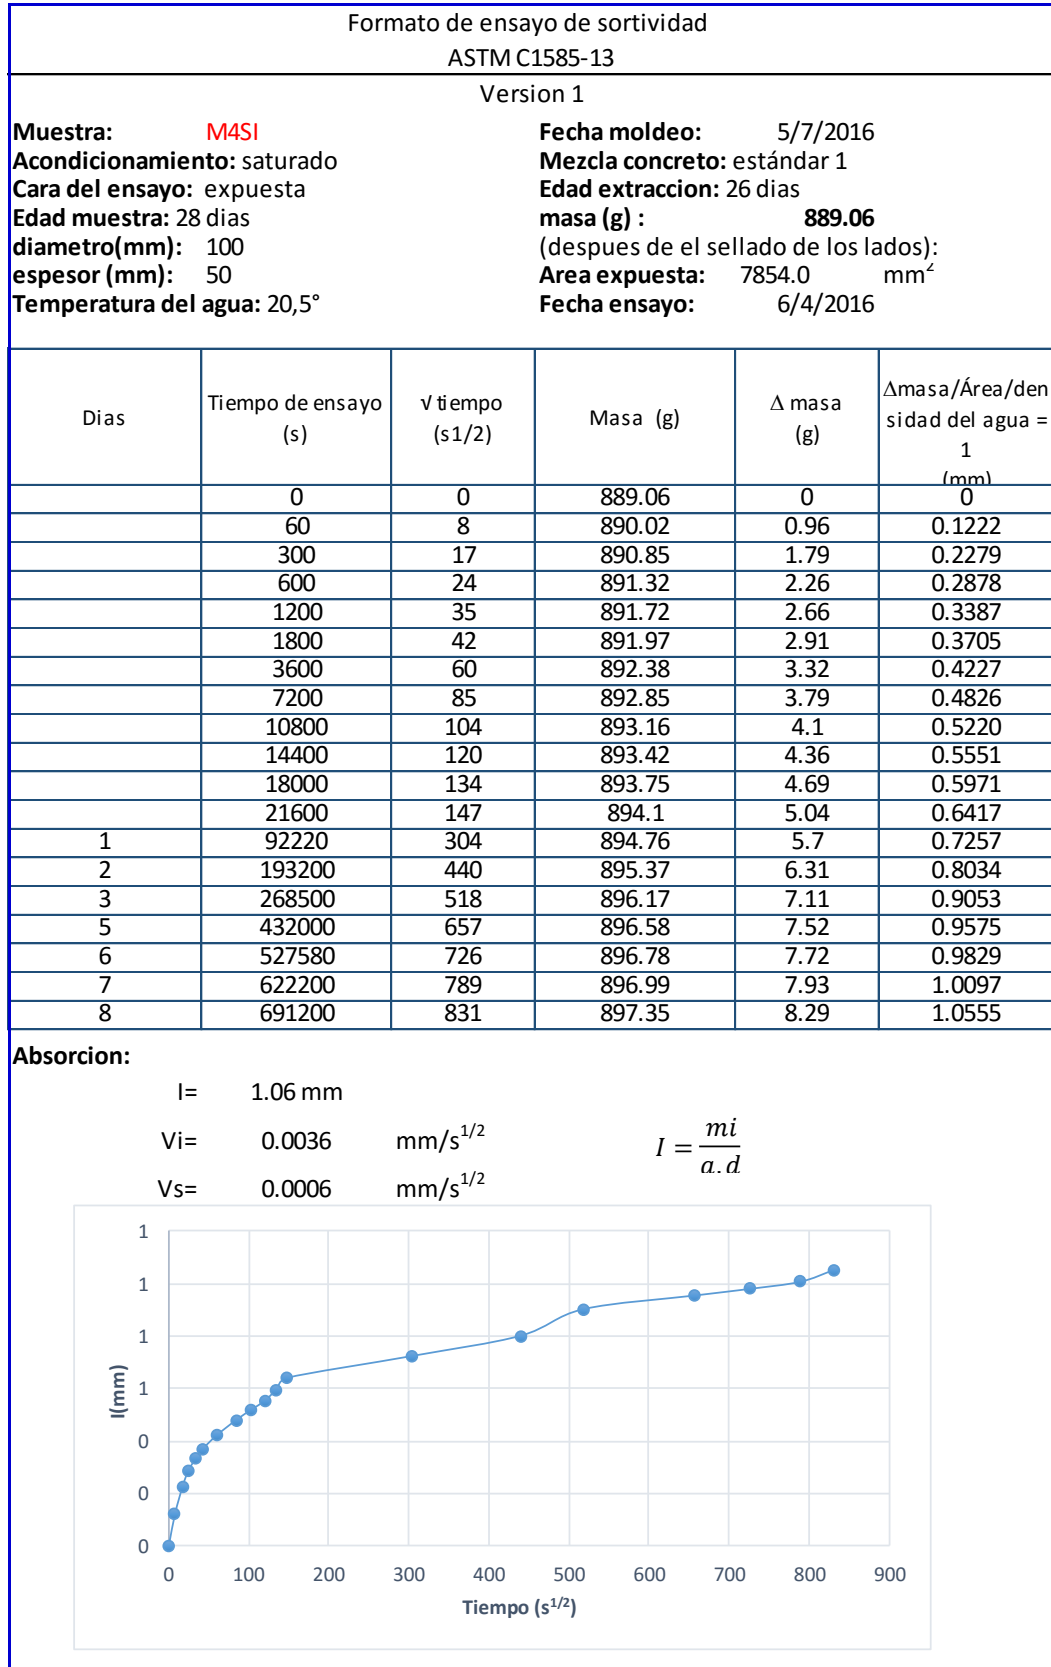 Formato de ensayo de sortividad
ASTM C1585-13
Version 1
Muestra: M4SI Fecha moldeo: 5/7/2016
Acondicionamiento: saturado Mezcla concreto: estándar 1
Cara del ensayo: expuesta Edad extraccion: 26 dias
Edad muestra: 28 dias masa (g) : 889.06
diametro(mm): 100 (despues de el sellado de los lados):
espesor (mm): 50 Area expuesta: 7854.0 mm²
Temperatura del agua: 20,5° Fecha ensayo: 6/4/2016
Dias Tiempo de ensayo (s) √ tiempo (s1/2) Masa (g) Δ masa (g) Δmasa/Área/den sidad del agua = 1 (mm)
0 0 889.06 0 0
60 8 890.02 0.96 0.1222
300 17 890.85 1.79 0.2279
600 24 891.32 2.26 0.2878
1200 35 891.72 2.66 0.3387
1800 42 891.97 2.91 0.3705
3600 60 892.38 3.32 0.4227
7200 85 892.85 3.79 0.4826
10800 104 893.16 4.1 0.5220
14400 120 893.42 4.36 0.5551
18000 134 893.75 4.69 0.5971
21600 147 894.1 5.04 0.6417
1 92220 304 894.76 5.7 0.7257
2 193200 440 895.37 6.31 0.8034
3 268500 518 896.17 7.11 0.9053
5 432000 657 896.58 7.52 0.9575
6 527580 726 896.78 7.72 0.9829
7 622200 789 896.99 7.93 1.0097
8 691200 831 897.35 8.29 1.0555
Absorcion:
I= 1.06 mm
Vi= 0.0036 mm/s^1/2 I = mi / a.d
Vs= 0.0006 mm/s^1/2
1
1
1
1
0
0
0
I(mm)
0 100 200 300 400 500 600 700 800 900
Tiempo (s^1/2)